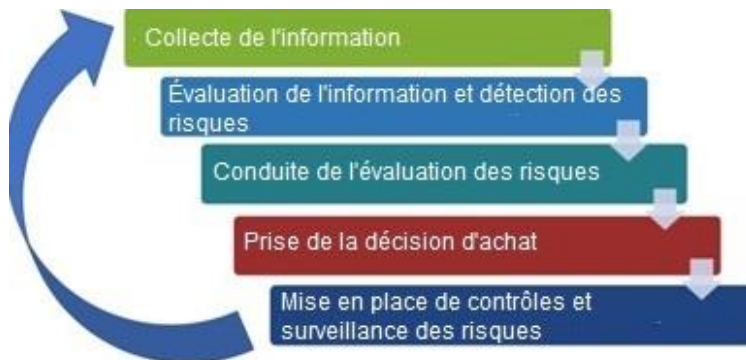 Collecte de l'information
Évaluation de l'information et détection des
risques
Conduite de l'évaluation des risques
Prise de la décision d'achat
Mise en place de contrôles et
surveillance des risques